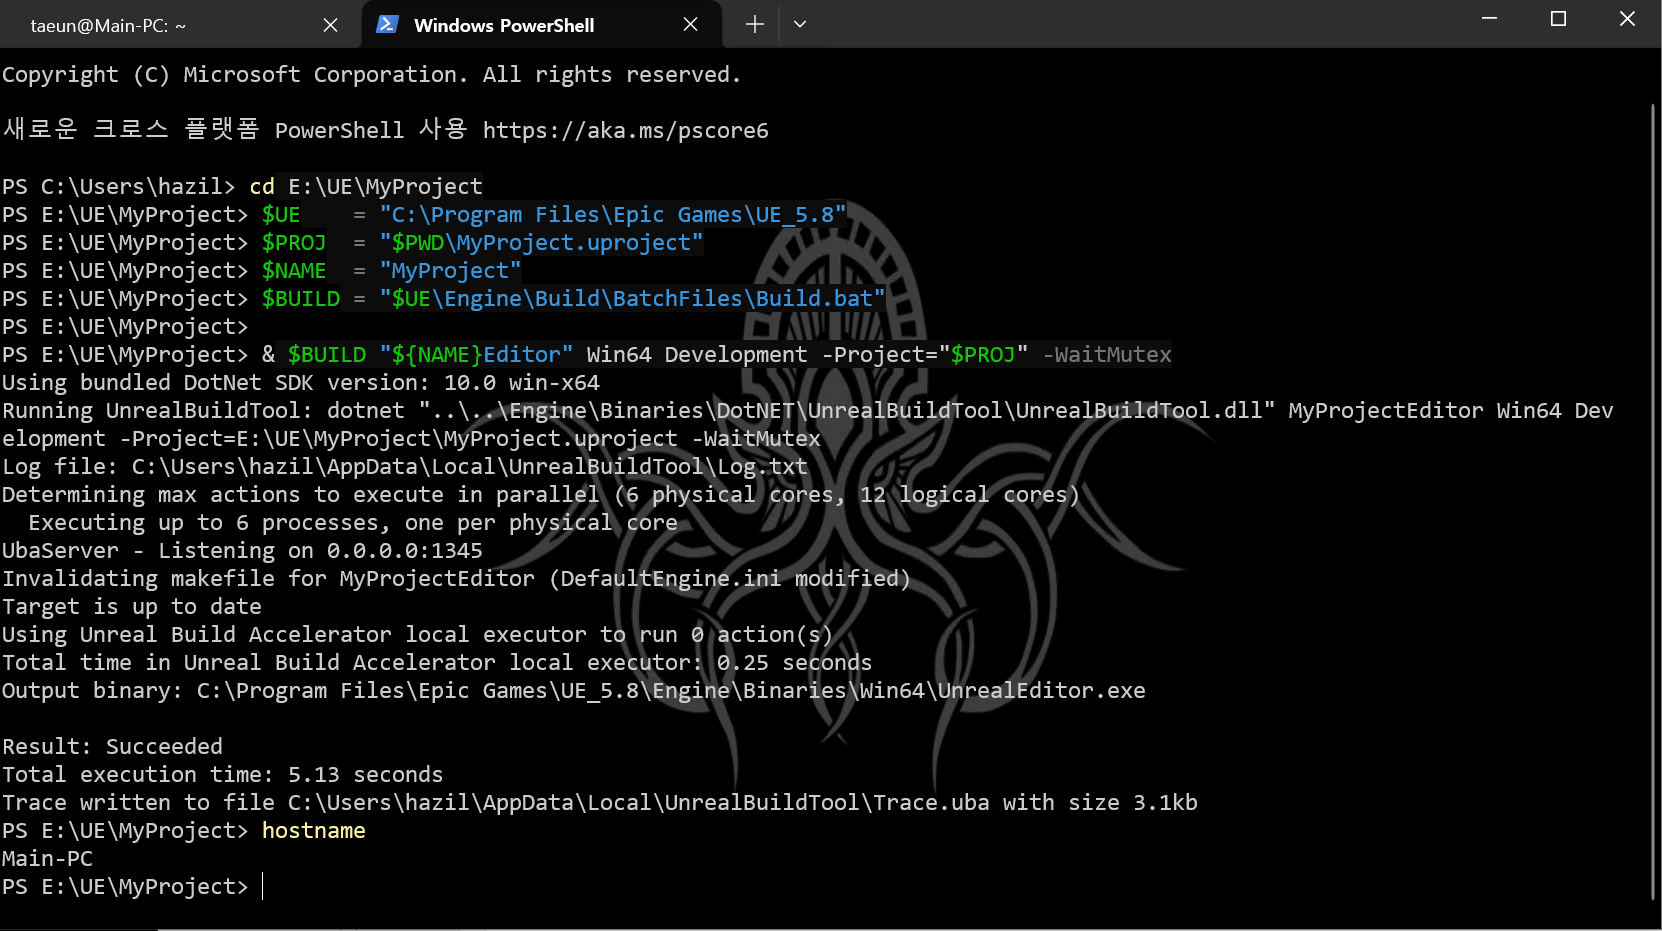 taeun@Main-PC: ~
Windows PowerShell
Copyright (C) Microsoft Corporation. All rights reserved.
새로운 크로스 플랫폼 PowerShell 사용 https://aka.ms/pscore6
PS C:\Users\hazil> cd E:\UE\MyProject
PS E:\UE\MyProject> $UE    = "C:\Program Files\Epic Games\UE_5.8"
PS E:\UE\MyProject> $PROJ  = "$PWD\MyProject.uproject"
PS E:\UE\MyProject> $NAME  = "MyProject"
PS E:\UE\MyProject> $BUILD = "$UE\Engine\Build\BatchFiles\Build.bat"
PS E:\UE\MyProject>
PS E:\UE\MyProject> & $BUILD "${NAME}Editor" Win64 Development -Project="$PROJ" -WaitMutex
Using bundled DotNet SDK version: 10.0 win-x64
Running UnrealBuildTool: dotnet "..\..\Engine\Binaries\DotNET\UnrealBuildTool\UnrealBuildTool.dll" MyProjectEditor Win64 Dev
elopment -Project=E:\UE\MyProject\MyProject.uproject -WaitMutex
Log file: C:\Users\hazil\AppData\Local\UnrealBuildTool\Log.txt
Determining max actions to execute in parallel (6 physical cores, 12 logical cores)
  Executing up to 6 processes, one per physical core
UbaServer - Listening on 0.0.0.0:1345
Invalidating makefile for MyProjectEditor (DefaultEngine.ini modified)
Target is up to date
Using Unreal Build Accelerator local executor to run 0 action(s)
Total time in Unreal Build Accelerator local executor: 0.25 seconds
Output binary: C:\Program Files\Epic Games\UE_5.8\Engine\Binaries\Win64\UnrealEditor.exe
Result: Succeeded
Total execution time: 5.13 seconds
Trace written to file C:\Users\hazil\AppData\Local\UnrealBuildTool\Trace.uba with size 3.1kb
PS E:\UE\MyProject> hostname
Main-PC
PS E:\UE\MyProject>